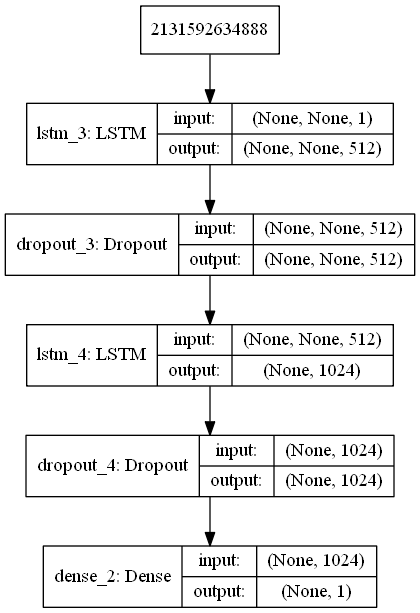 2131592634888
lstm_3: LSTM
input:
(None, None, 1)
output:
(None, None, 512)
dropout_3: Dropout
input:
(None, None, 512)
output:
(None, None, 512)
lstm_4: LSTM
input:
(None, None, 512)
output:
(None, 1024)
dropout_4: Dropout
input:
(None, 1024)
output:
(None, 1024)
dense_2: Dense
input:
(None, 1024)
output:
(None, 1)